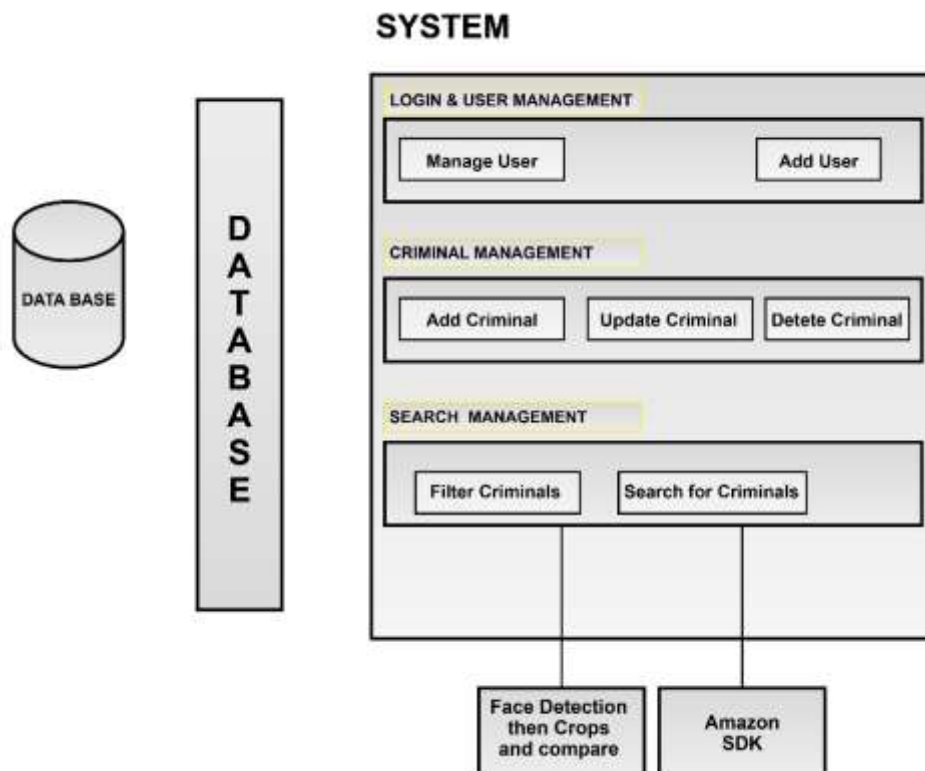 SYSTEM
LOGIN & USER MANAGEMENT
Manage User
Add User
DATA BASE
DATABASE
CRIMINAL MANAGEMENT
Add Criminal
Update Criminal
Detete Criminal
SEARCH MANAGEMENT
Filter Criminals
Search for Criminals
Face Detection
then Crops
and compare
Amazon
SDK